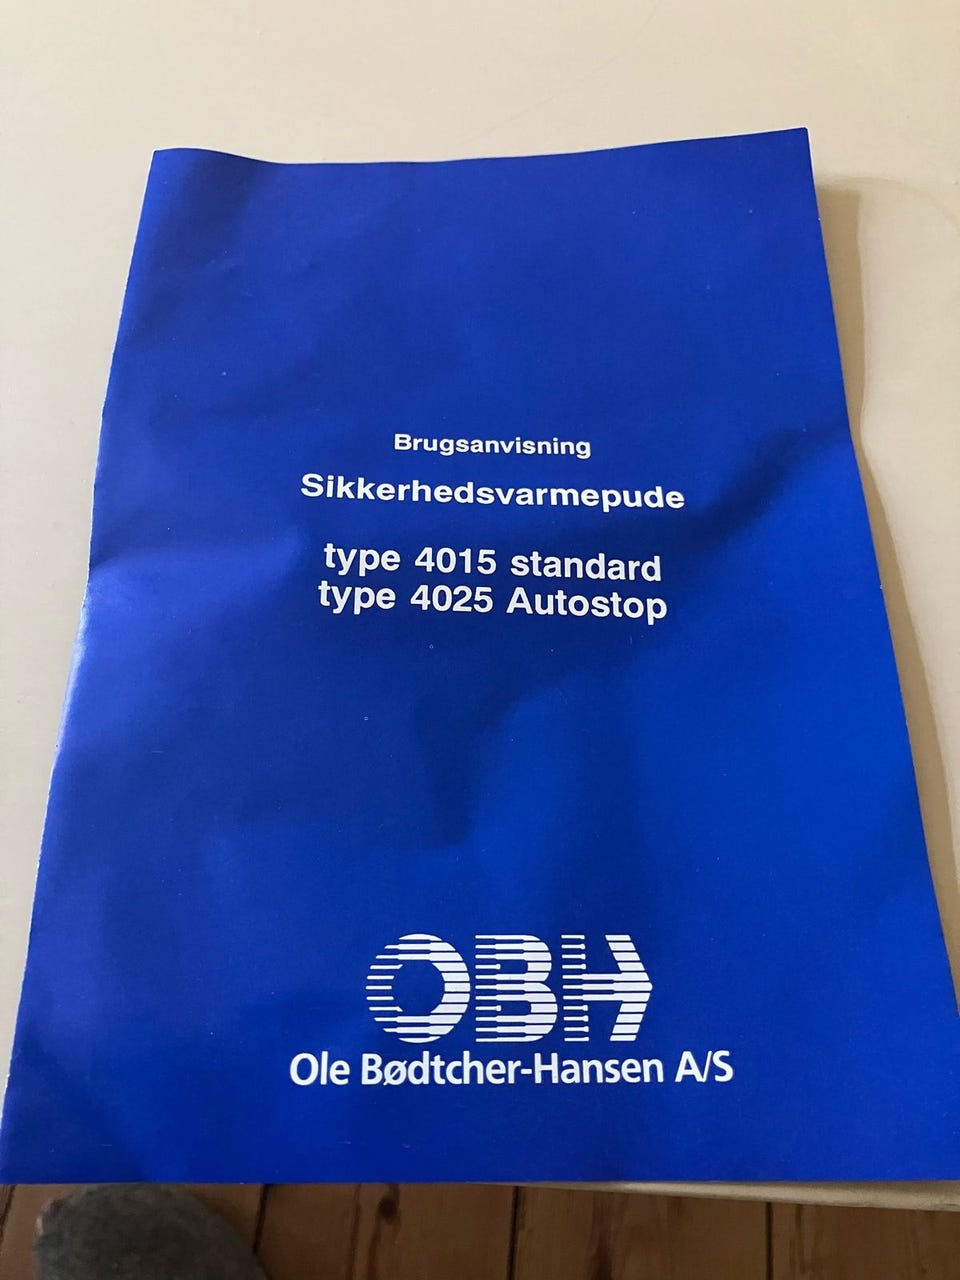 Brugsanvisning
Sikkerhedsvarmepude
type 4015 standard
type 4025 Autostop
OBH
Ole Bødtcher-Hansen A/S